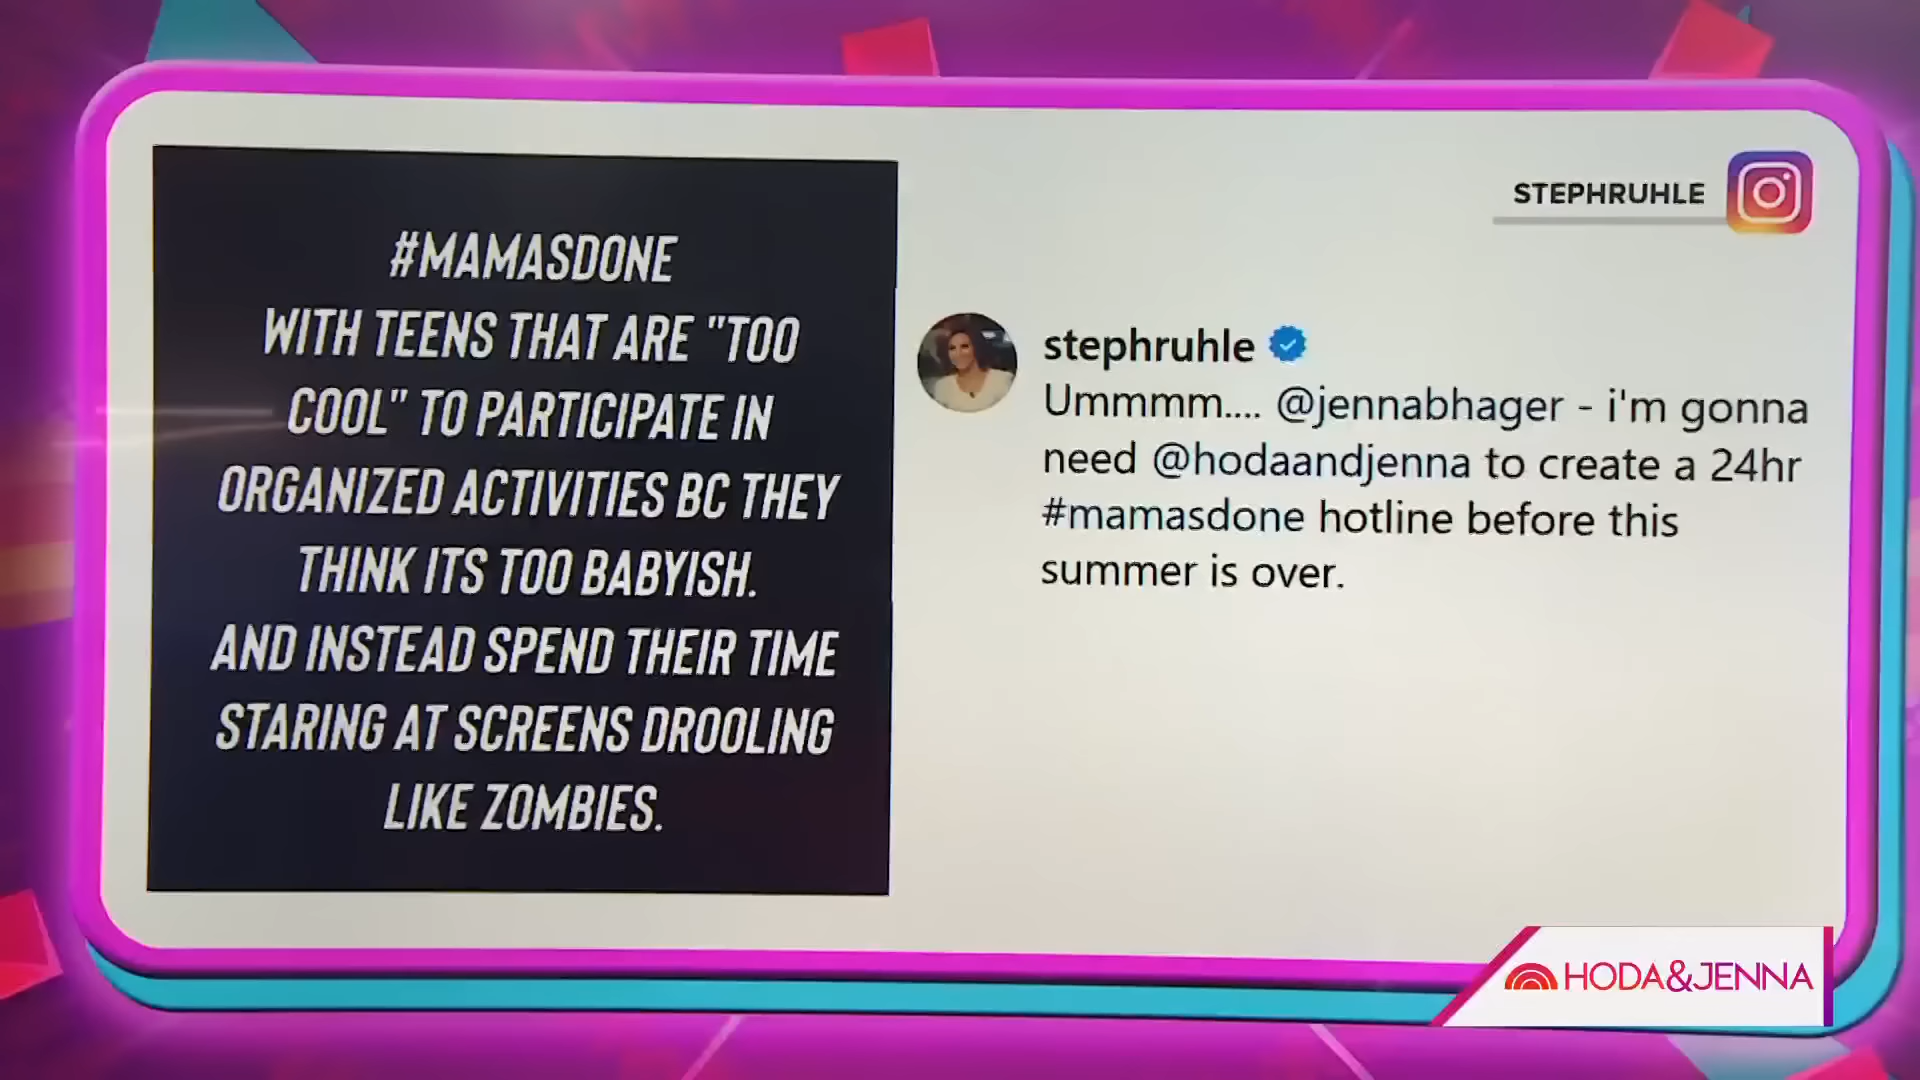 #MAMASDONE
WITH TEENS THAT ARE "TOO
COOL" TO PARTICIPATE IN
ORGANIZED ACTIVITIES BC THEY
THINK ITS TOO BABYISH.
AND INSTEAD SPEND THEIR TIME
STARING AT SCREENS DROOLING
LIKE ZOMBIES.
STEPHRUHLE
stephruhle
Ummmm.... @jennabhager - i'm gonna
need @hodaandjenna to create a 24hr
#mamasdone hotline before this
summer is over.
HODA&JENNA